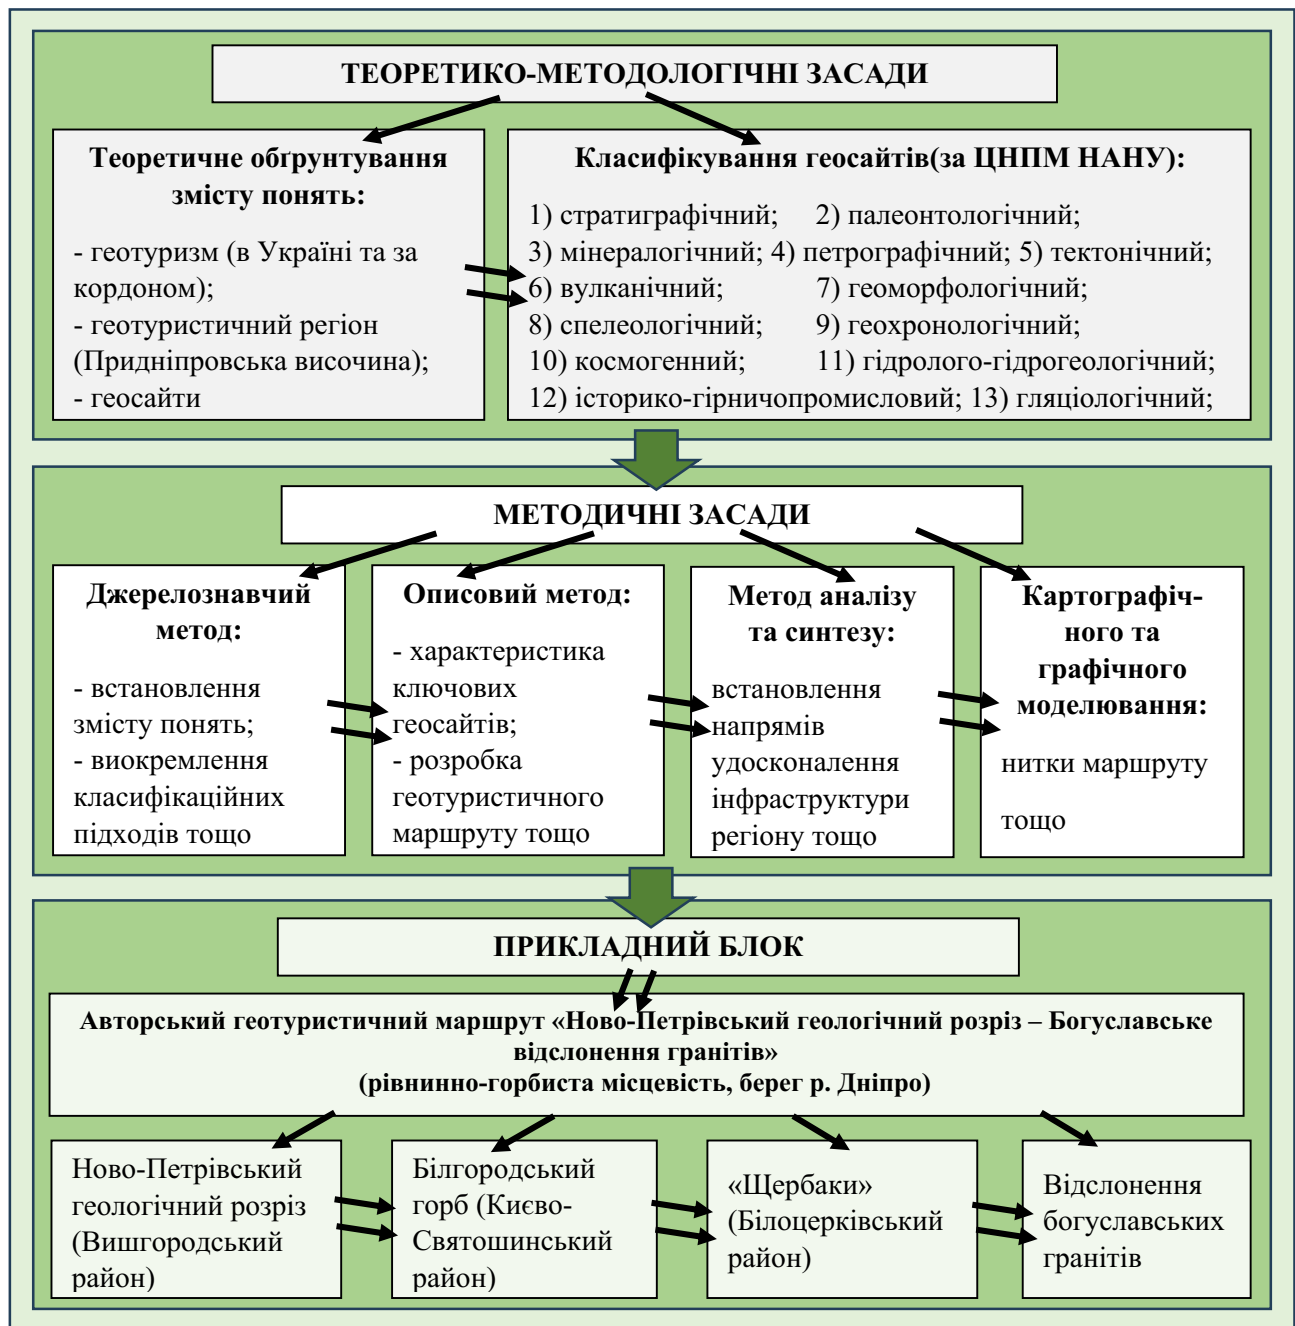 ТЕОРЕТИКО-МЕТОДОЛОГІЧНІ ЗАСАДИ
Теоретичне обґрунтування
змісту понять:
- геотуризм (в Україні та за
кордоном);
- геотуристичний регіон
(Придніпровська височина);
- геосайти
Класифікування геосайтів(за ЦНПМ НАНУ):
1) стратиграфічний; 2) палеонтологічний;
3) мінералогічний; 4) петрографічний; 5) тектонічний;
6) вулканічний; 7) геоморфологічний;
8) спелеологічний; 9) геохронологічний;
10) космогенний; 11) гідролого-гідрогеологічний;
12) історико-гірничопромисловий; 13) гляціологічний;
МЕТОДИЧНІ ЗАСАДИ
Джерелознавчий
метод:
- встановлення
змісту понять;
- виокремлення
класифікаційних
підходів тощо
Описовий метод:
- характеристика
ключових
геосайтів;
- розробка
геотуристичного
маршруту тощо
Метод аналізу
та синтезу:
встановлення
напрямів
удосконалення
інфраструктури
регіону тощо
Картографіч-
ного та
графічного
моделювання:
нитки маршруту
тощо
ПРИКЛАДНИЙ БЛОК
Авторський геотуристичний маршрут «Ново-Петрівський геологічний розріз – Богуславське
відслонення гранітів»
(рівнинно-горбиста місцевість, берег р. Дніпро)
Ново-Петрівський
геологічний розріз
(Вишгородський
район)
Білгородський
горб (Києво-
Святошинський
район)
«Щербаки»
(Білоцерківський
район)
Відслонення
богуславських
гранітів